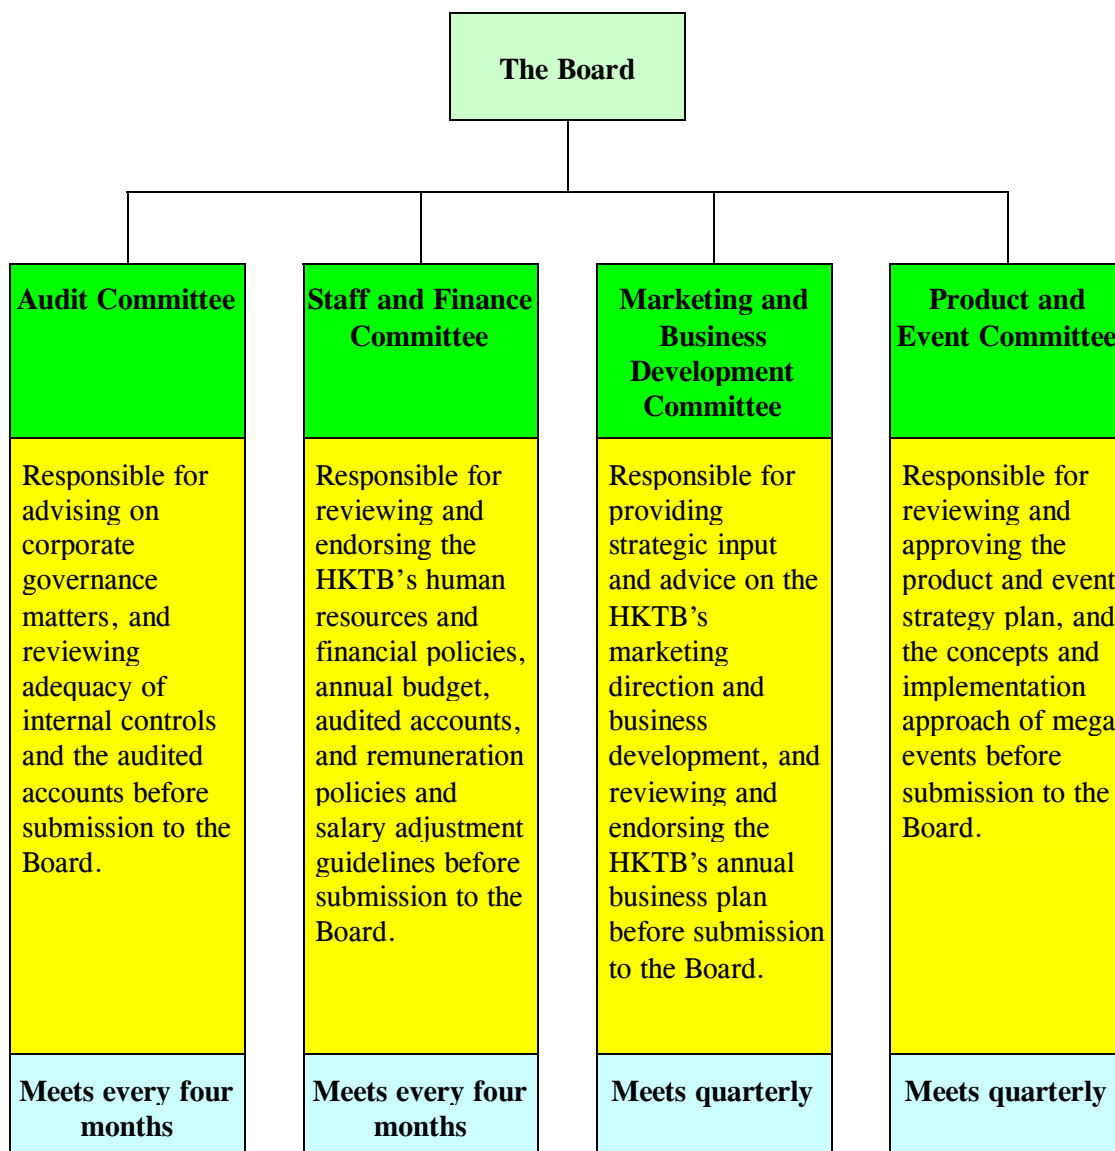 The Board
Audit Committee
Staff and Finance
Committee
Marketing and
Business
Development
Committee
Product and
Event Committee
Responsible for
advising on
corporate
governance
matters, and
reviewing
adequacy of
internal controls
and the audited
accounts before
submission to the
Board.
Responsible for
reviewing and
endorsing the
HKTB’s human
resources and
financial policies,
annual budget,
audited accounts,
and remuneration
policies and
salary adjustment
guidelines before
submission to the
Board.
Responsible for
providing
strategic input
and advice on the
HKTB’s
marketing
direction and
business
development, and
reviewing and
endorsing the
HKTB’s annual
business plan
before submission
to the Board.
Responsible for
reviewing and
approving the
product and event
strategy plan, and
the concepts and
implementation
approach of mega
events before
submission to the
Board.
Meets every four
months
Meets every four
months
Meets quarterly
Meets quarterly